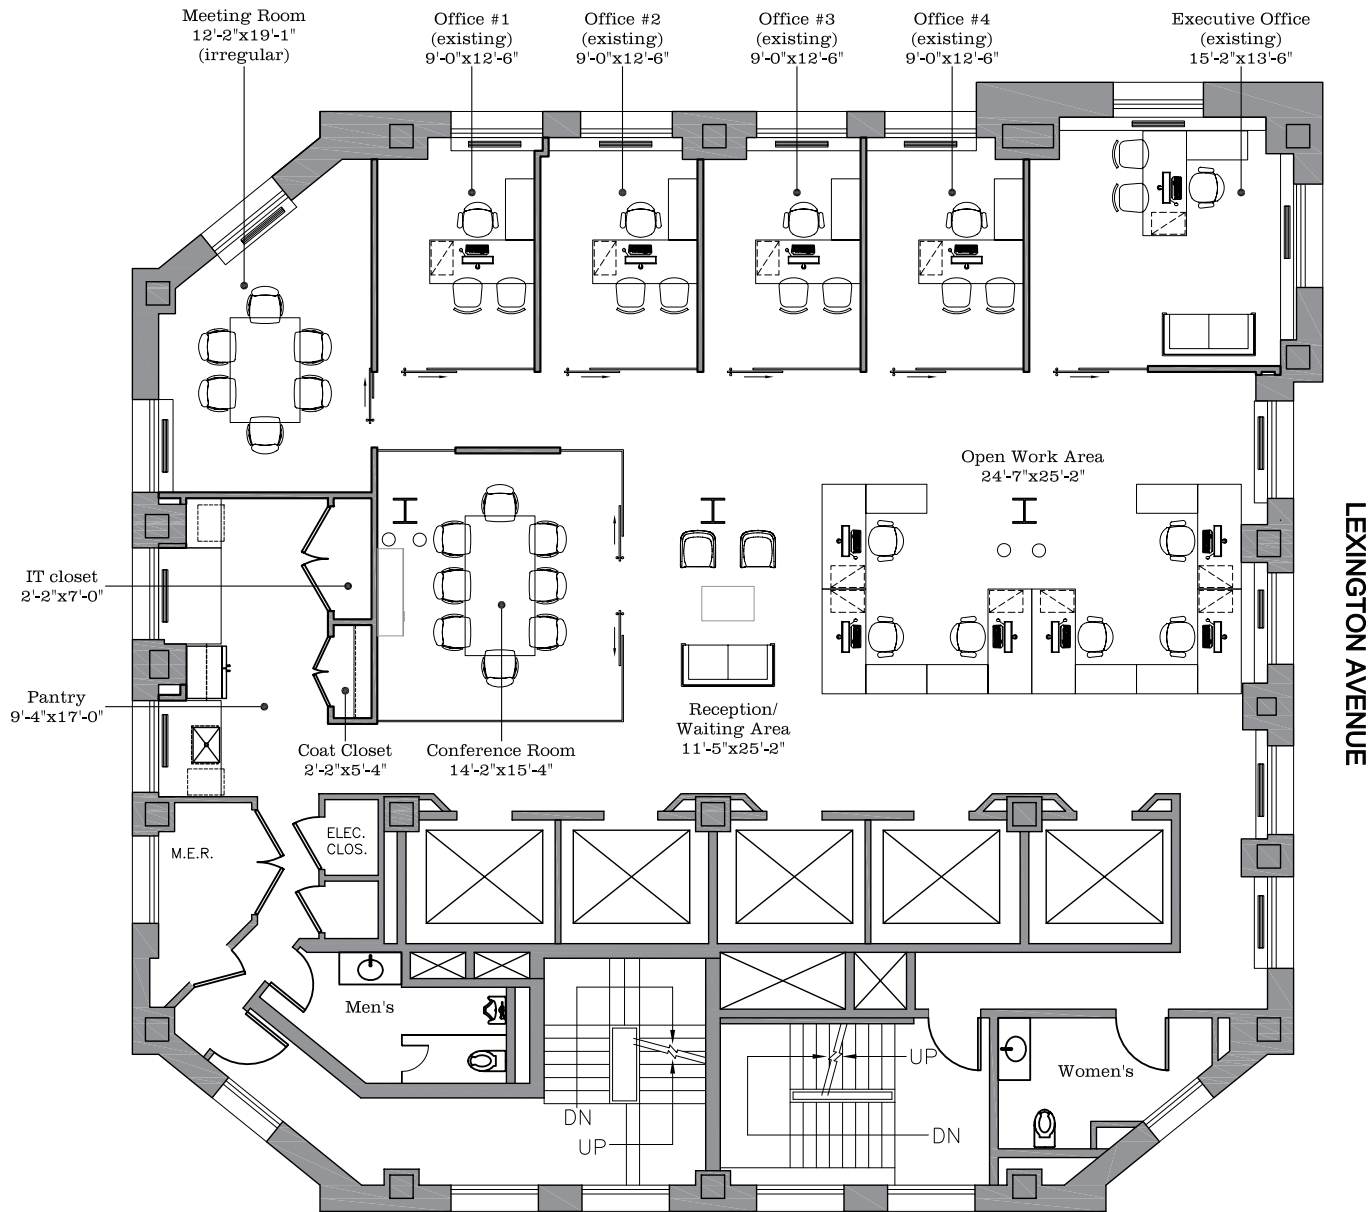 Meeting Room
12'-2"x19'-1"
(irregular)
Office #1
(existing)
9'-0"x12'-6"
Office #2
(existing)
9'-0"x12'-6"
Office #3
(existing)
9'-0"x12'-6"
Office #4
(existing)
9'-0"x12'-6"
Executive Office
(existing)
15'-2"x13'-6"
Open Work Area
24'-7"x25'-2"
LEXINGTON AVENUE
IT closet
2'-2"x7'-0"
Pantry
9'-4"x17'-0"
Coat Closet
2'-2"x5'-4"
Conference Room
14'-2"x15'-4"
Reception/
Waiting Area
11'-5"x25'-2"
M.E.R.
ELEC.
CLOS.
Men's
DN
UP
UP
DN
Women's